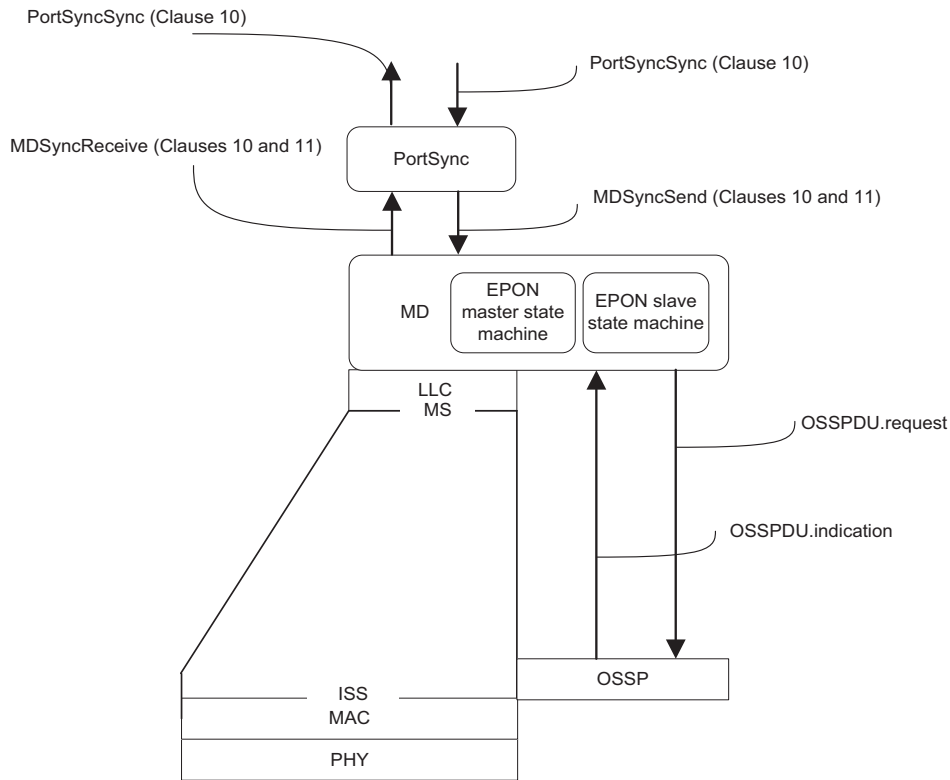 PortSyncSync (Clause 10)
PortSyncSync (Clause 10)
MDSyncReceive (Clauses 10 and 11)
PortSync
MDSyncSend (Clauses 10 and 11)
MD
EPON
master state
machine
EPON slave
state machine
LLC
MS
OSSPDU.request
OSSPDU.indication
OSSP
ISS
MAC
PHY